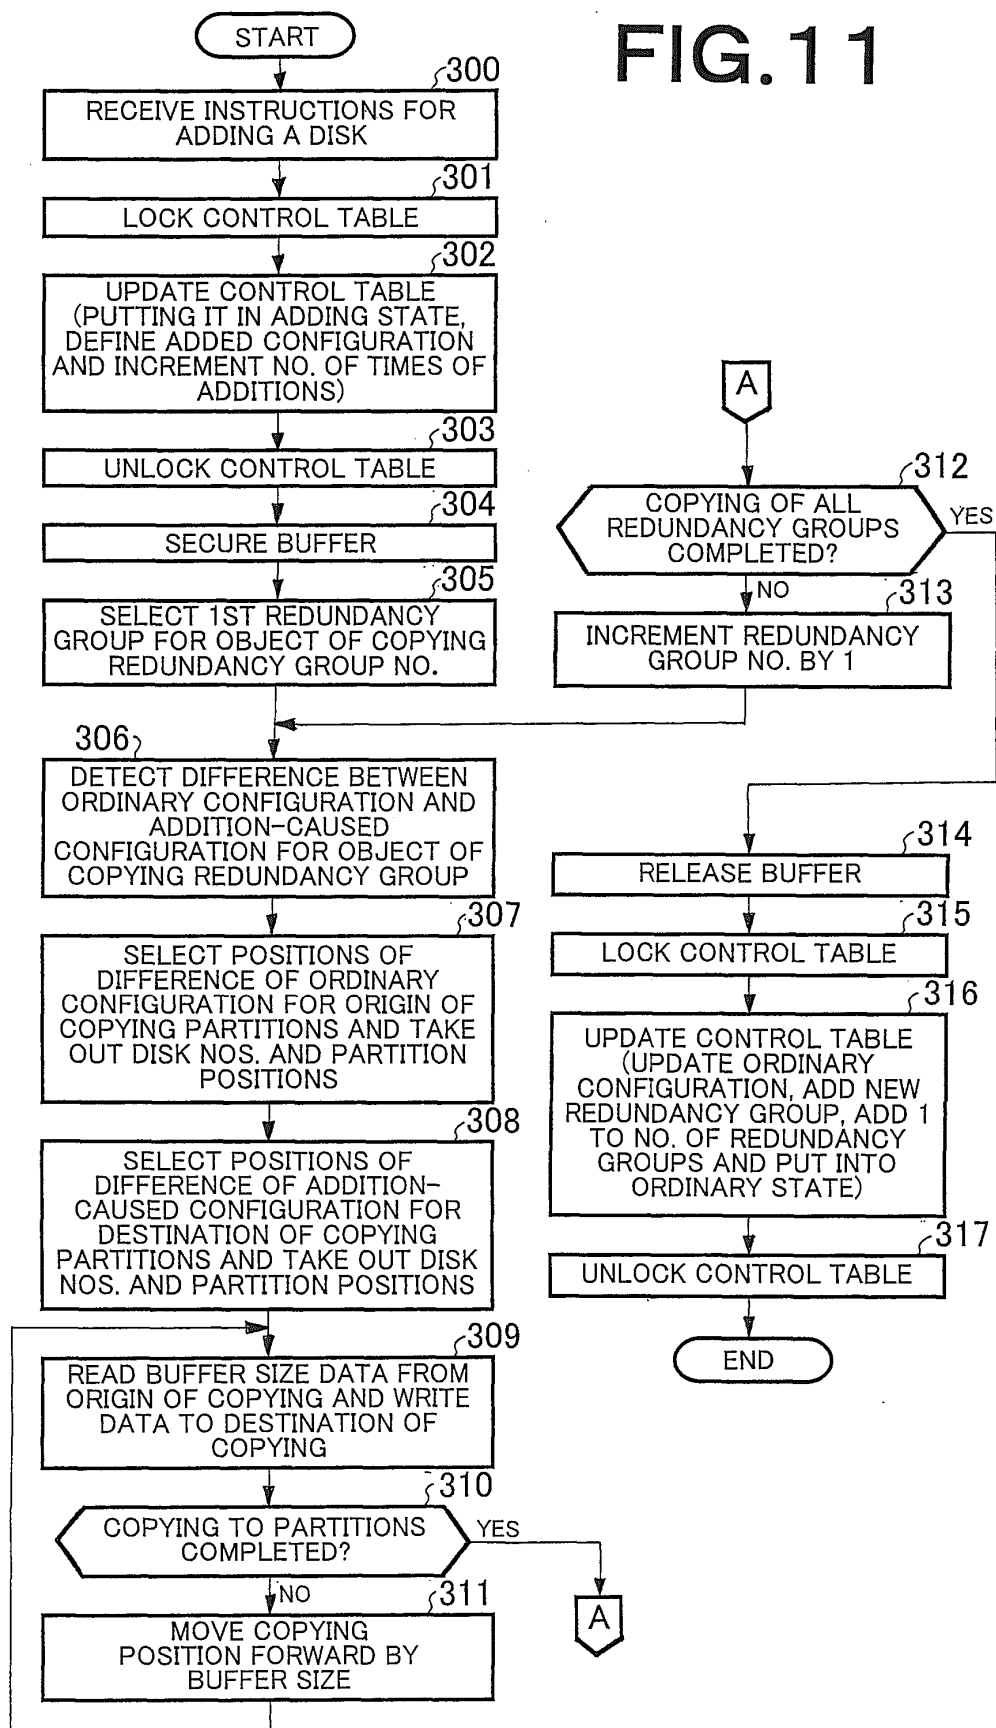 FIG.11
START
300
RECEIVE INSTRUCTIONS FOR
ADDING A DISK
301
LOCK CONTROL TABLE
302
UPDATE CONTROL TABLE
(PUTTING IT IN ADDING STATE,
DEFINE ADDED CONFIGURATION
AND INCREMENT NO. OF TIMES OF
ADDITIONS)
303
UNLOCK CONTROL TABLE
304
SECURE BUFFER
305
SELECT 1ST REDUNDANCY
GROUP FOR OBJECT OF COPYING
REDUNDANCY GROUP NO.
306
DETECT DIFFERENCE BETWEEN
ORDINARY CONFIGURATION AND
ADDITION-CAUSED
CONFIGURATION FOR OBJECT OF
COPYING REDUNDANCY GROUP
307
SELECT POSITIONS OF
DIFFERENCE OF ORDINARY
CONFIGURATION FOR ORIGIN OF
COPYING PARTITIONS AND TAKE
OUT DISK NOS. AND PARTITION
POSITIONS
308
SELECT POSITIONS OF
DIFFERENCE OF ADDITION-
CAUSED CONFIGURATION FOR
DESTINATION OF COPYING
PARTITIONS AND TAKE OUT DISK
NOS. AND PARTITION POSITIONS
309
READ BUFFER SIZE DATA FROM
ORIGIN OF COPYING AND WRITE
DATA TO DESTINATION OF
COPYING
310
COPYING TO PARTITIONS
COMPLETED?
YES
A
NO
311
MOVE COPYING
POSITION FORWARD BY
BUFFER SIZE
A
312
COPYING OF ALL
REDUNDANCY GROUPS
COMPLETED?
YES
NO
313
INCREMENT REDUNDANCY
GROUP NO. BY 1
314
RELEASE BUFFER
315
LOCK CONTROL TABLE
316
UPDATE CONTROL TABLE
(UPDATE ORDINARY
CONFIGURATION, ADD NEW
REDUNDANCY GROUP, ADD 1
TO NO. OF REDUNDANCY
GROUPS AND PUT INTO
ORDINARY STATE)
317
UNLOCK CONTROL TABLE
END